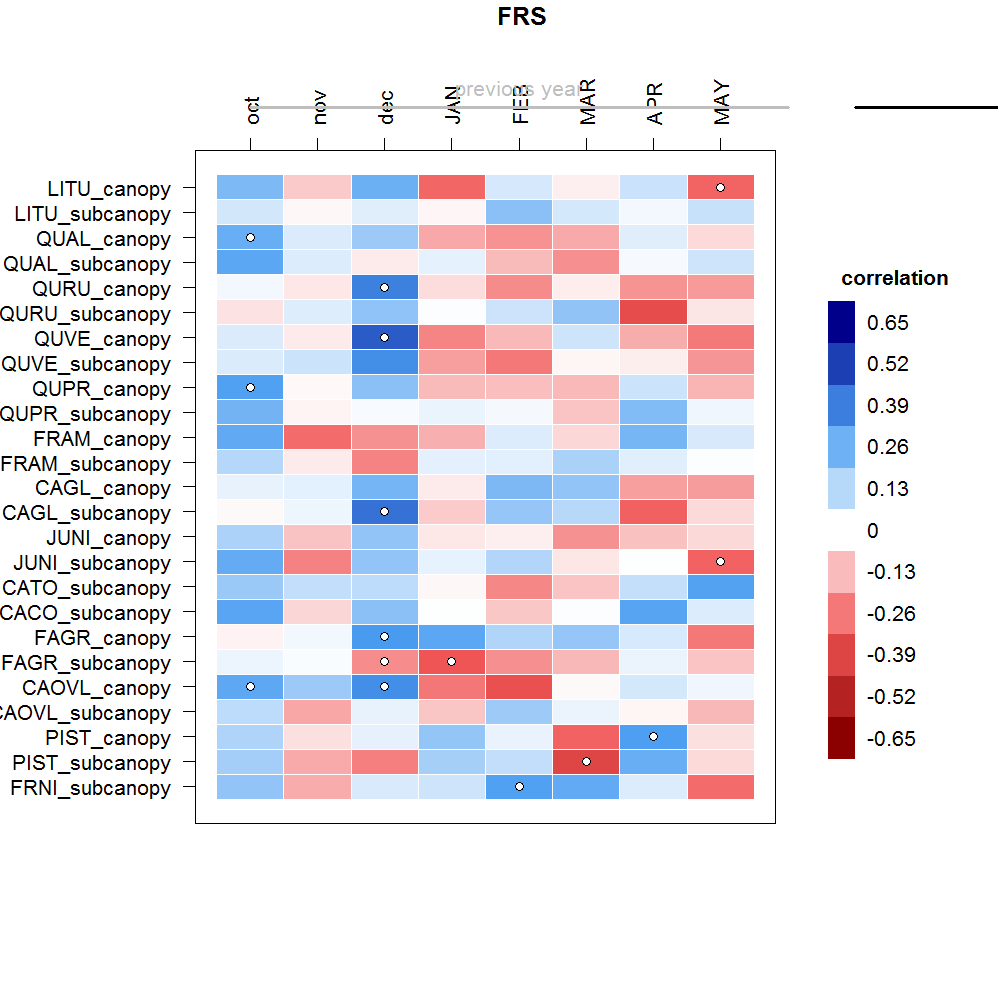 FRS
previous year
oct nov dec JAN FEB MAR APR MAY
LITU_canopy
LITU_subcanopy
QUAL_canopy
QUAL_subcanopy
QURU_canopy
QURU_subcanopy
QUVE_canopy
QUVE_subcanopy
QUPR_canopy
QUPR_subcanopy
FRAM_canopy
FRAM_subcanopy
CAGL_canopy
CAGL_subcanopy
JUNI_canopy
JUNI_subcanopy
CATO_subcanopy
CACO_subcanopy
FAGR_canopy
FAGR_subcanopy
CAOVL_canopy
CAOVL_subcanopy
PIST_canopy
PIST_subcanopy
FRNI_subcanopy
correlation
0.65
0.52
0.39
0.26
0.13
0
-0.13
-0.26
-0.39
-0.52
-0.65